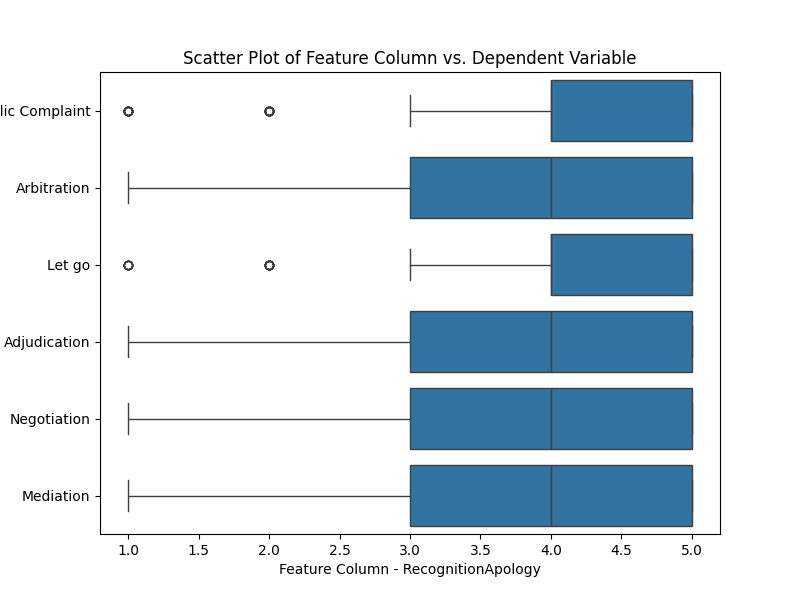 Scatter Plot of Feature Column vs. Dependent Variable
lic Complaint
Arbitration
Let go
Adjudication
Negotiation
Mediation
1.0 1.5 2.0 2.5 3.0 3.5 4.0 4.5 5.0
Feature Column - RecognitionApology